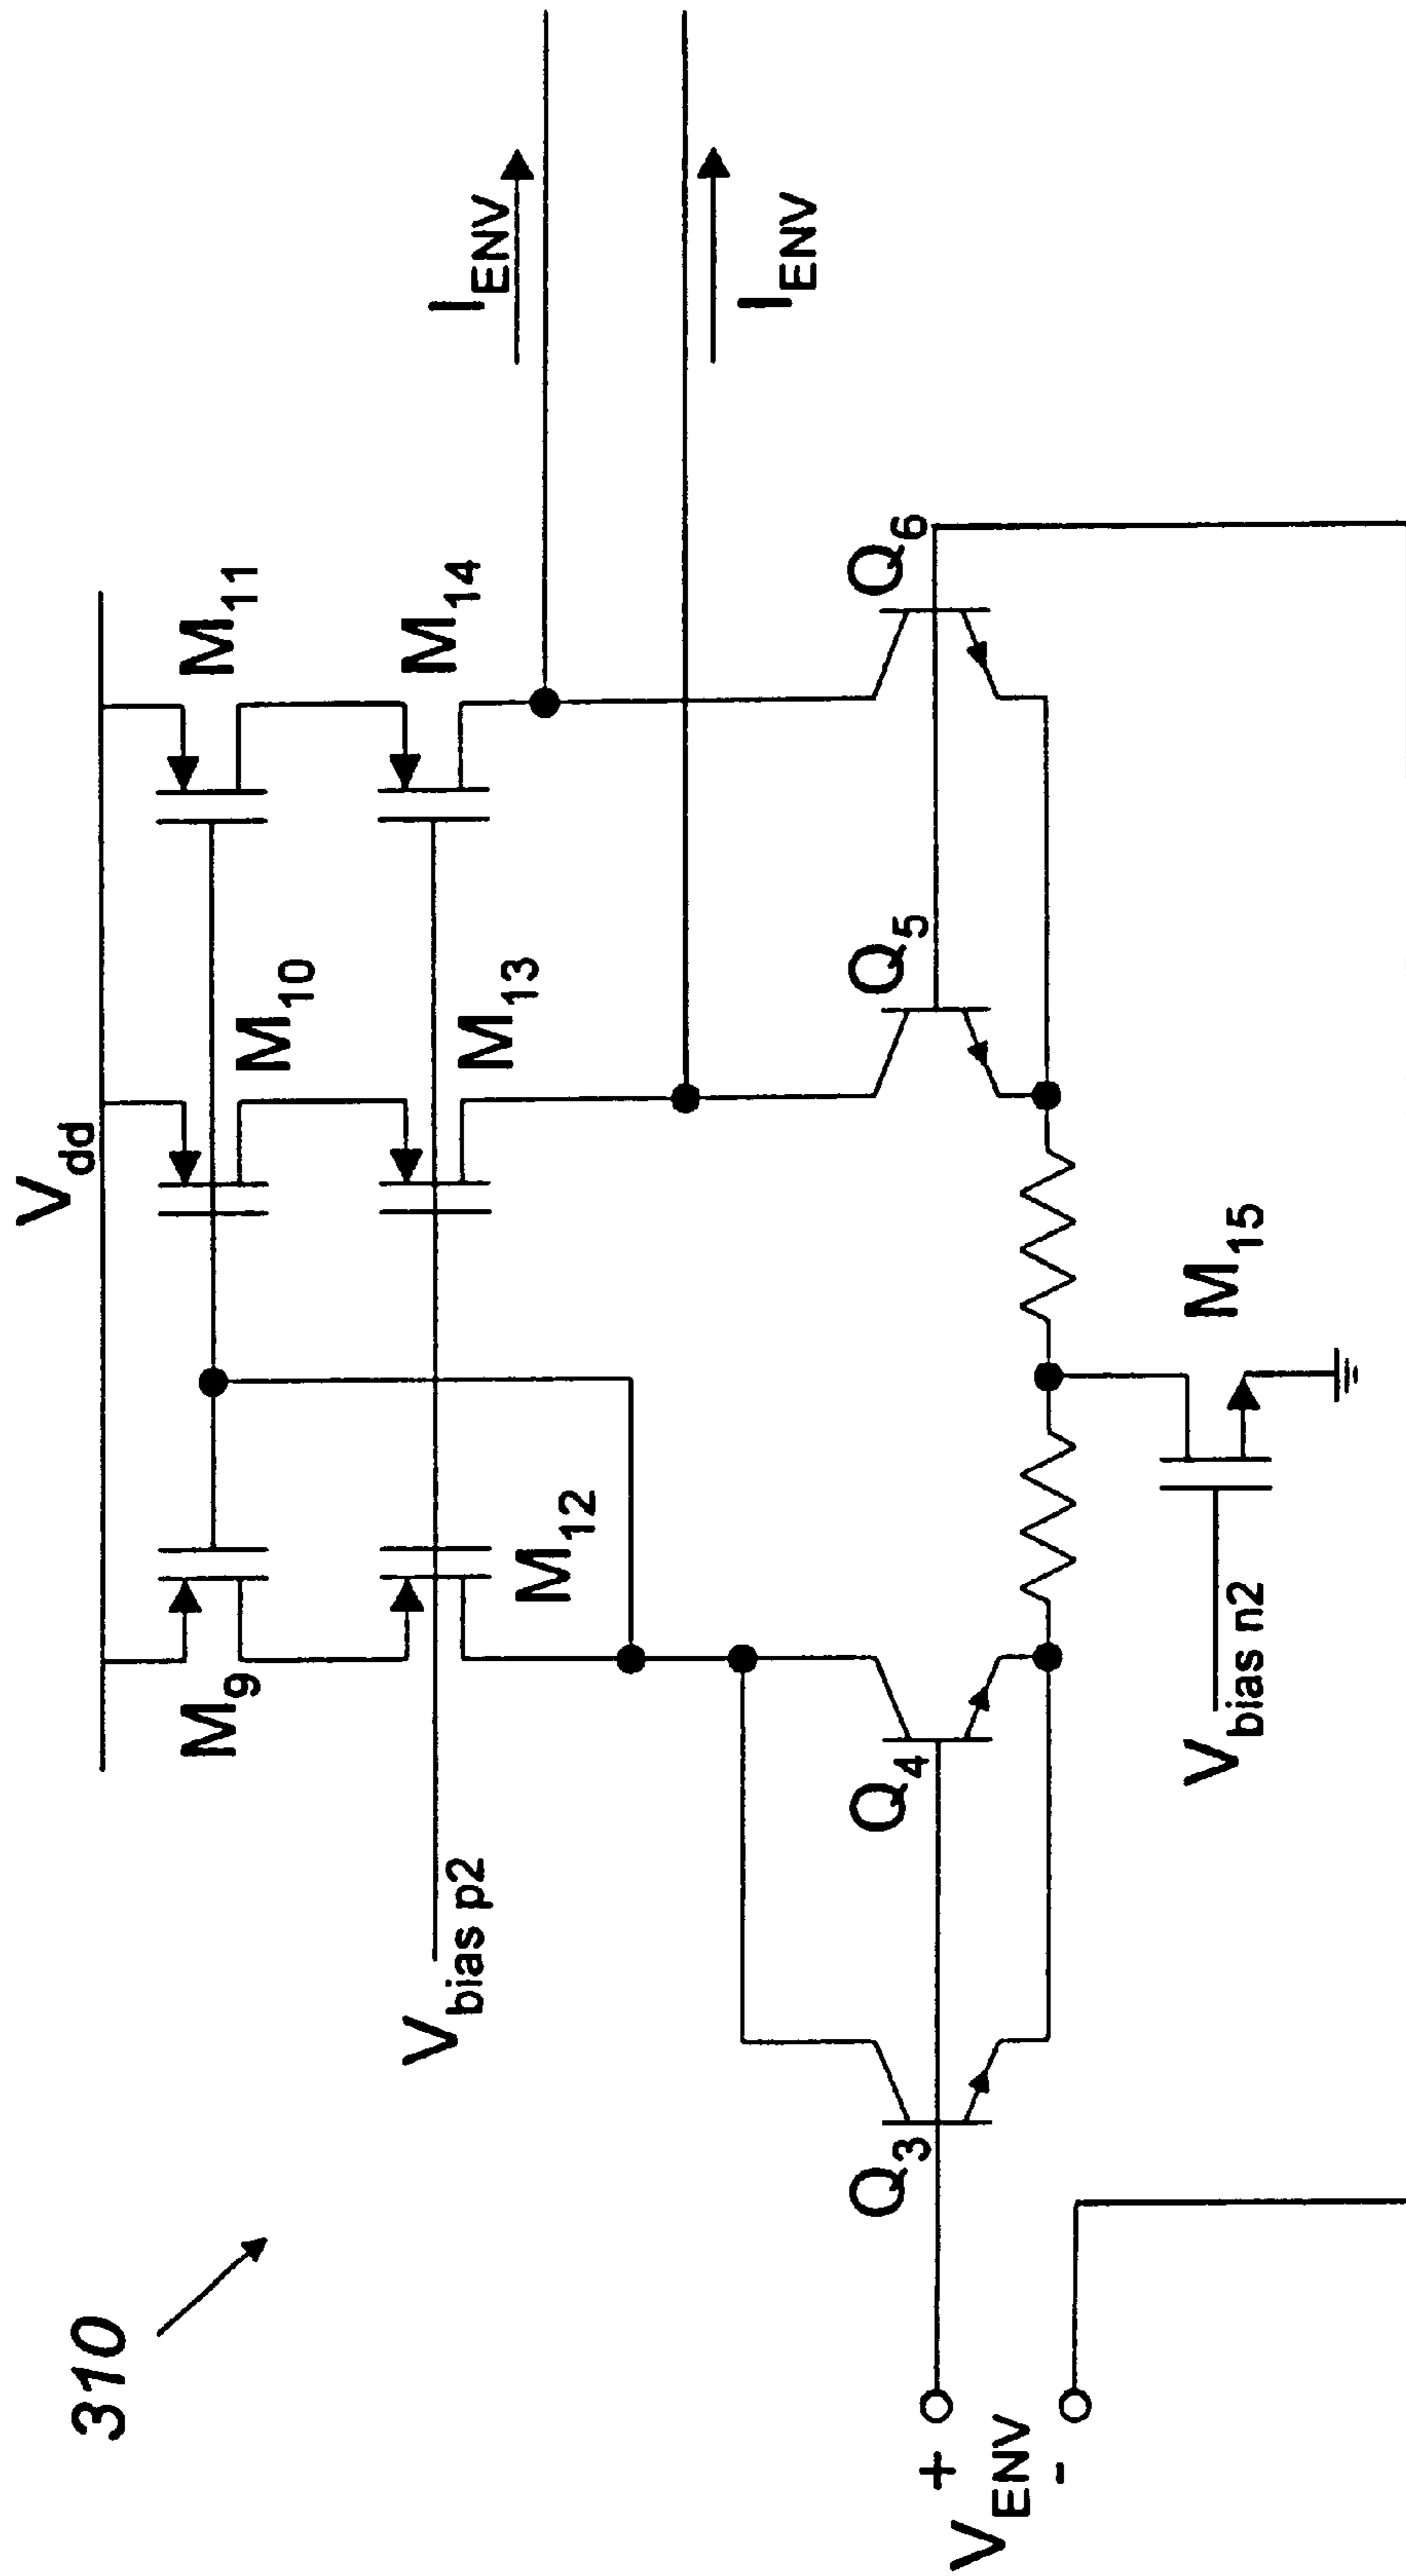 310
V_dd
M_9
M_10
M_11
V_bias p2
M_12
M_13
M_14
I_ENV
I_ENV
Q_3
Q_4
Q_5
Q_6
+
V_ENV
-
V_bias n2
M_15